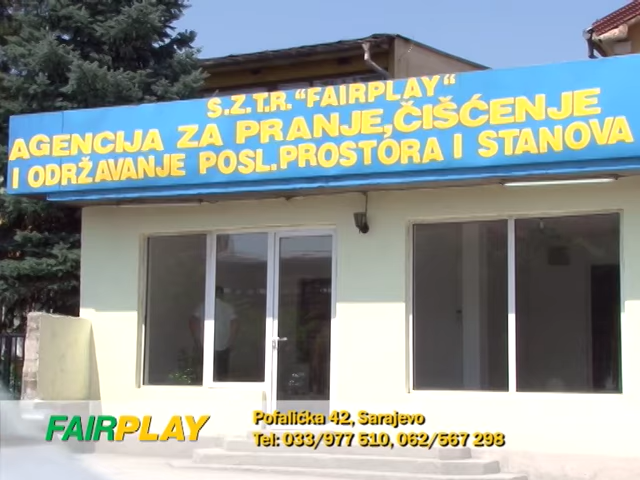 S.Z.T.R. "FAIRPLAY"
AGENCIJA ZA PRANJE,ČIŠĆENJE
I ODRŽAVANJE POSL.PROSTORA I STANOVA
FAIRPLAY
Pofalićka 42, Sarajevo
Tel: 033/977 510, 062/567 298